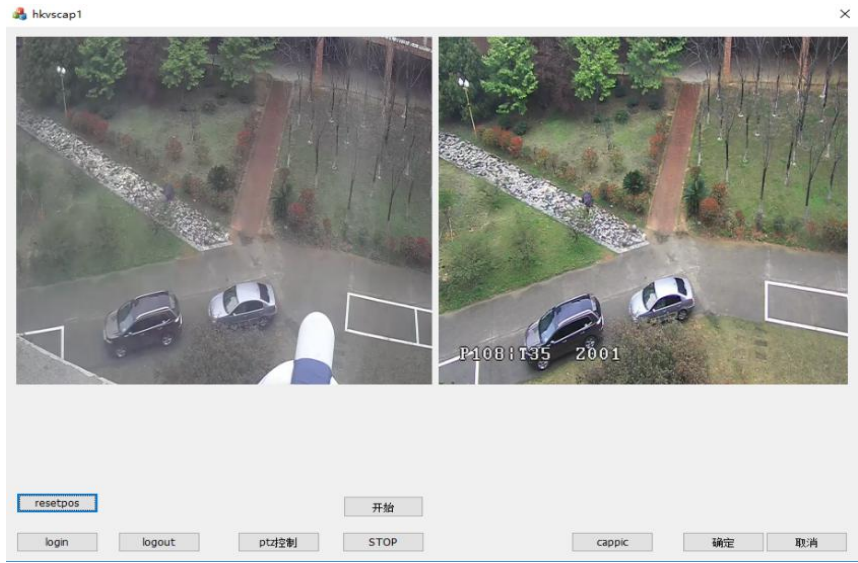 hkvscap1
P108 T35 Z001
resetpos
开始
login logout ptz控制 STOP cappic 确定 取消